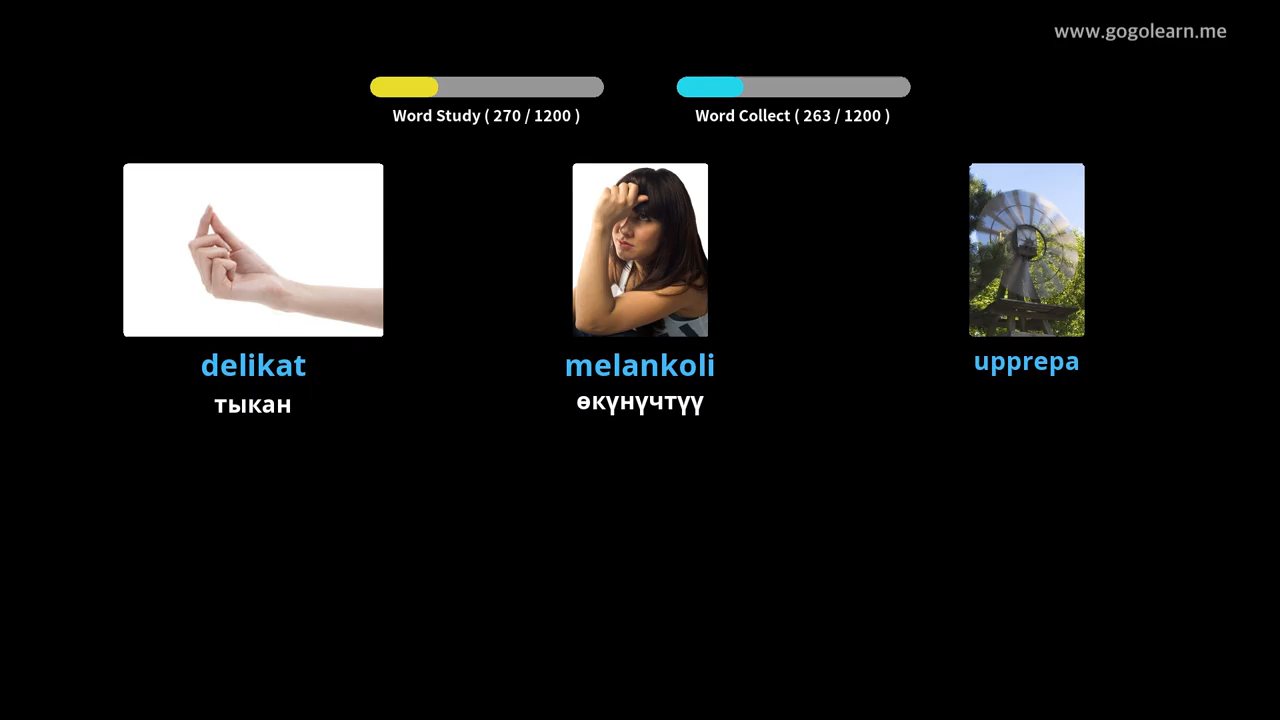 www.gogolearn.me
Word Study ( 270 / 1200 )
Word Collect ( 263 / 1200 )
delikat
melankoli
upprepa
тыкан
өкүнүчтүү